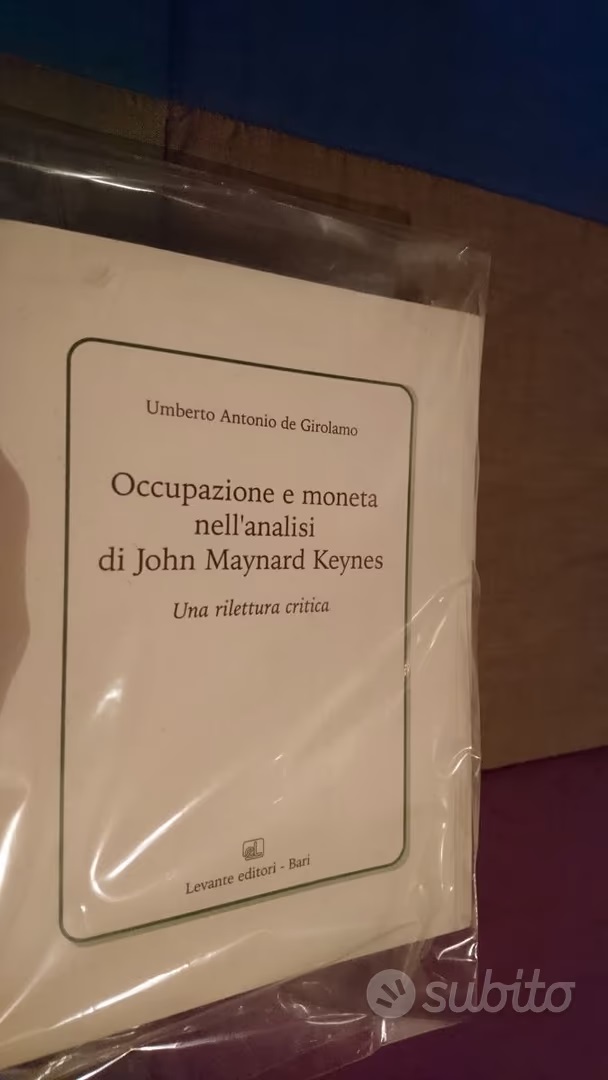 Umberto Antonio de Girolamo
Occupazione e moneta
nell'analisi
di John Maynard Keynes
Una rilettura critica
Levante editori - Bari
subito